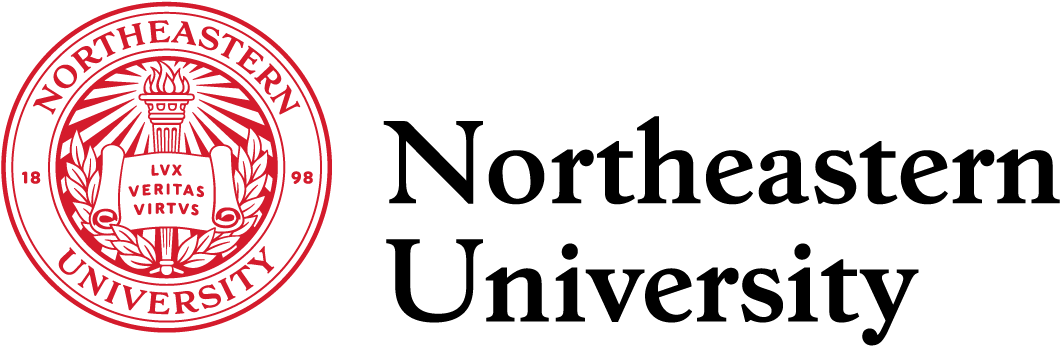 NORTHEASTERN
18 98
LVX
VERITAS
VIRTVS
UNIVERSITY
Northeastern
University